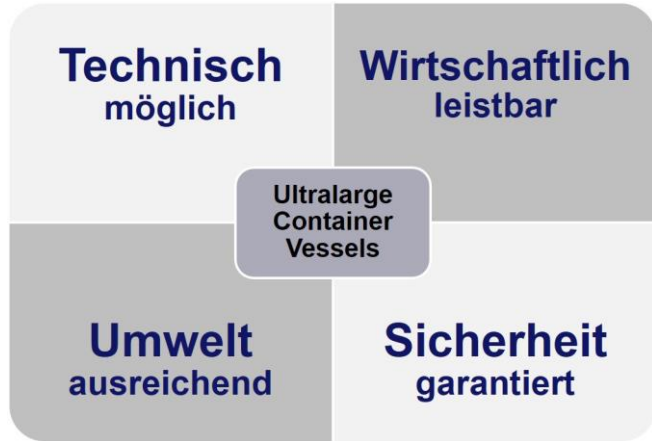 Technisch
möglich
Wirtschaftlich
leistbar
Ultralarge
Container
Vessels
Umwelt
ausreichend
Sicherheit
garantiert